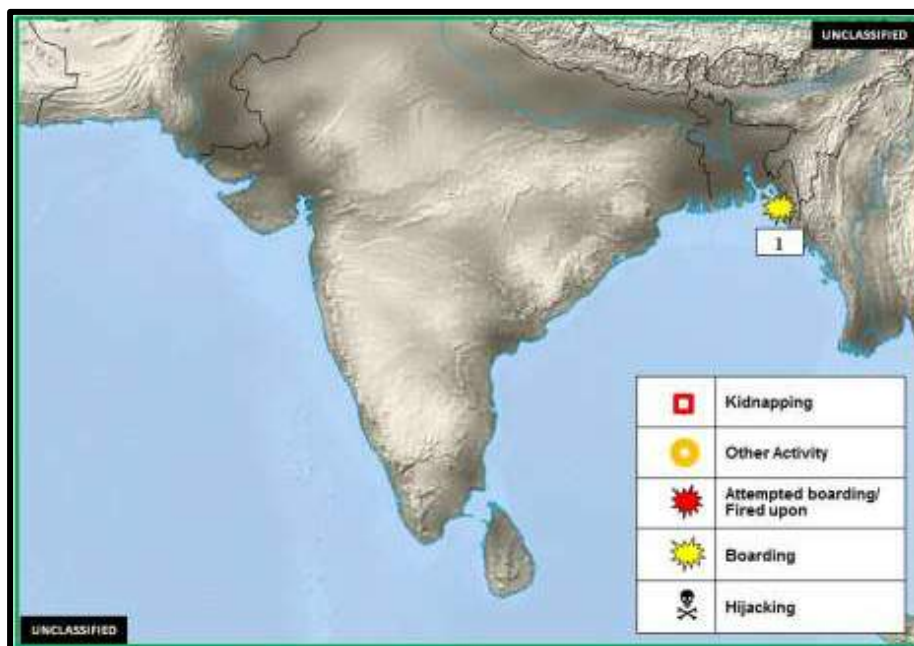 UNCLASSIFIED
1
Kidnapping
Other Activity
Attempted boarding/
Fired upon
Boarding
Hijacking
UNCLASSIFIED